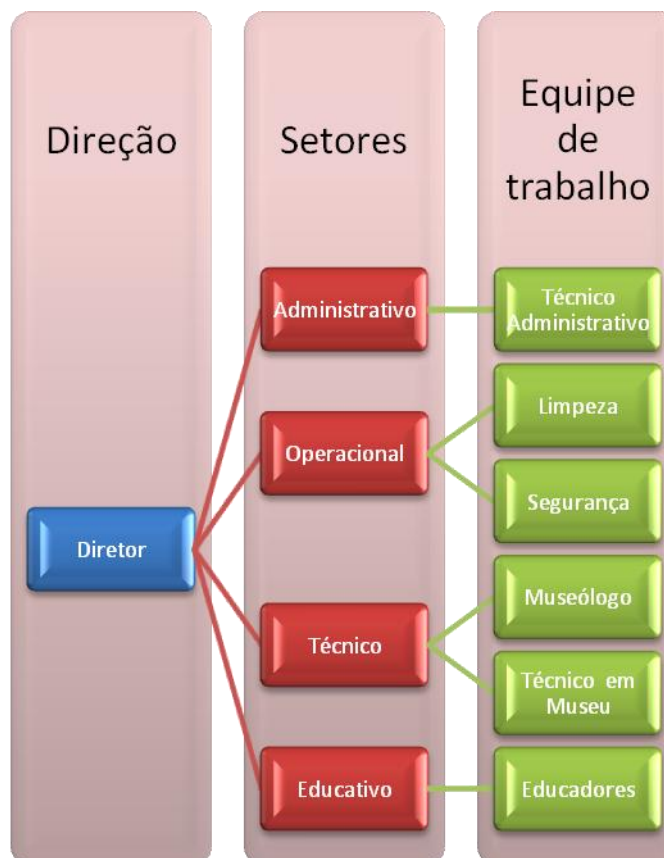 Direção
Setores
Equipe
de
trabalho
Diretor
Administrativo
Operacional
Técnico
Educativo
Técnico
Administrativo
Limpeza
Segurança
Museólogo
Técnico em
Museu
Educadores